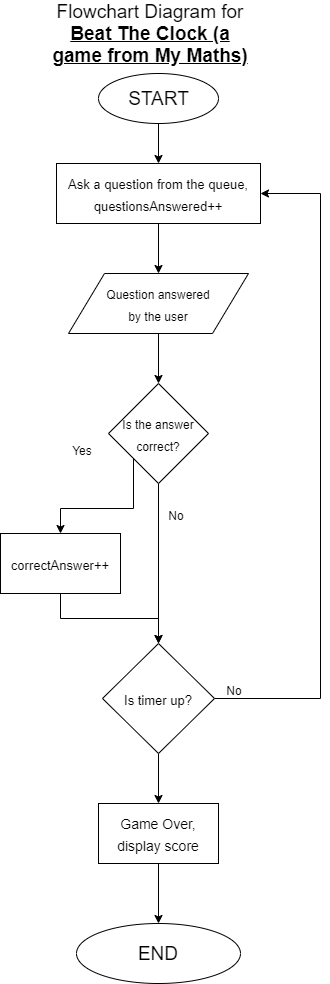 Flowchart Diagram for
Beat The Clock (a
game from My Maths)
START
Ask a question from the queue,
questionsAnswered++
Question answered
by the user
Is the answer
correct?
Yes
No
correctAnswer++
Is timer up?
No
Game Over,
display score
END